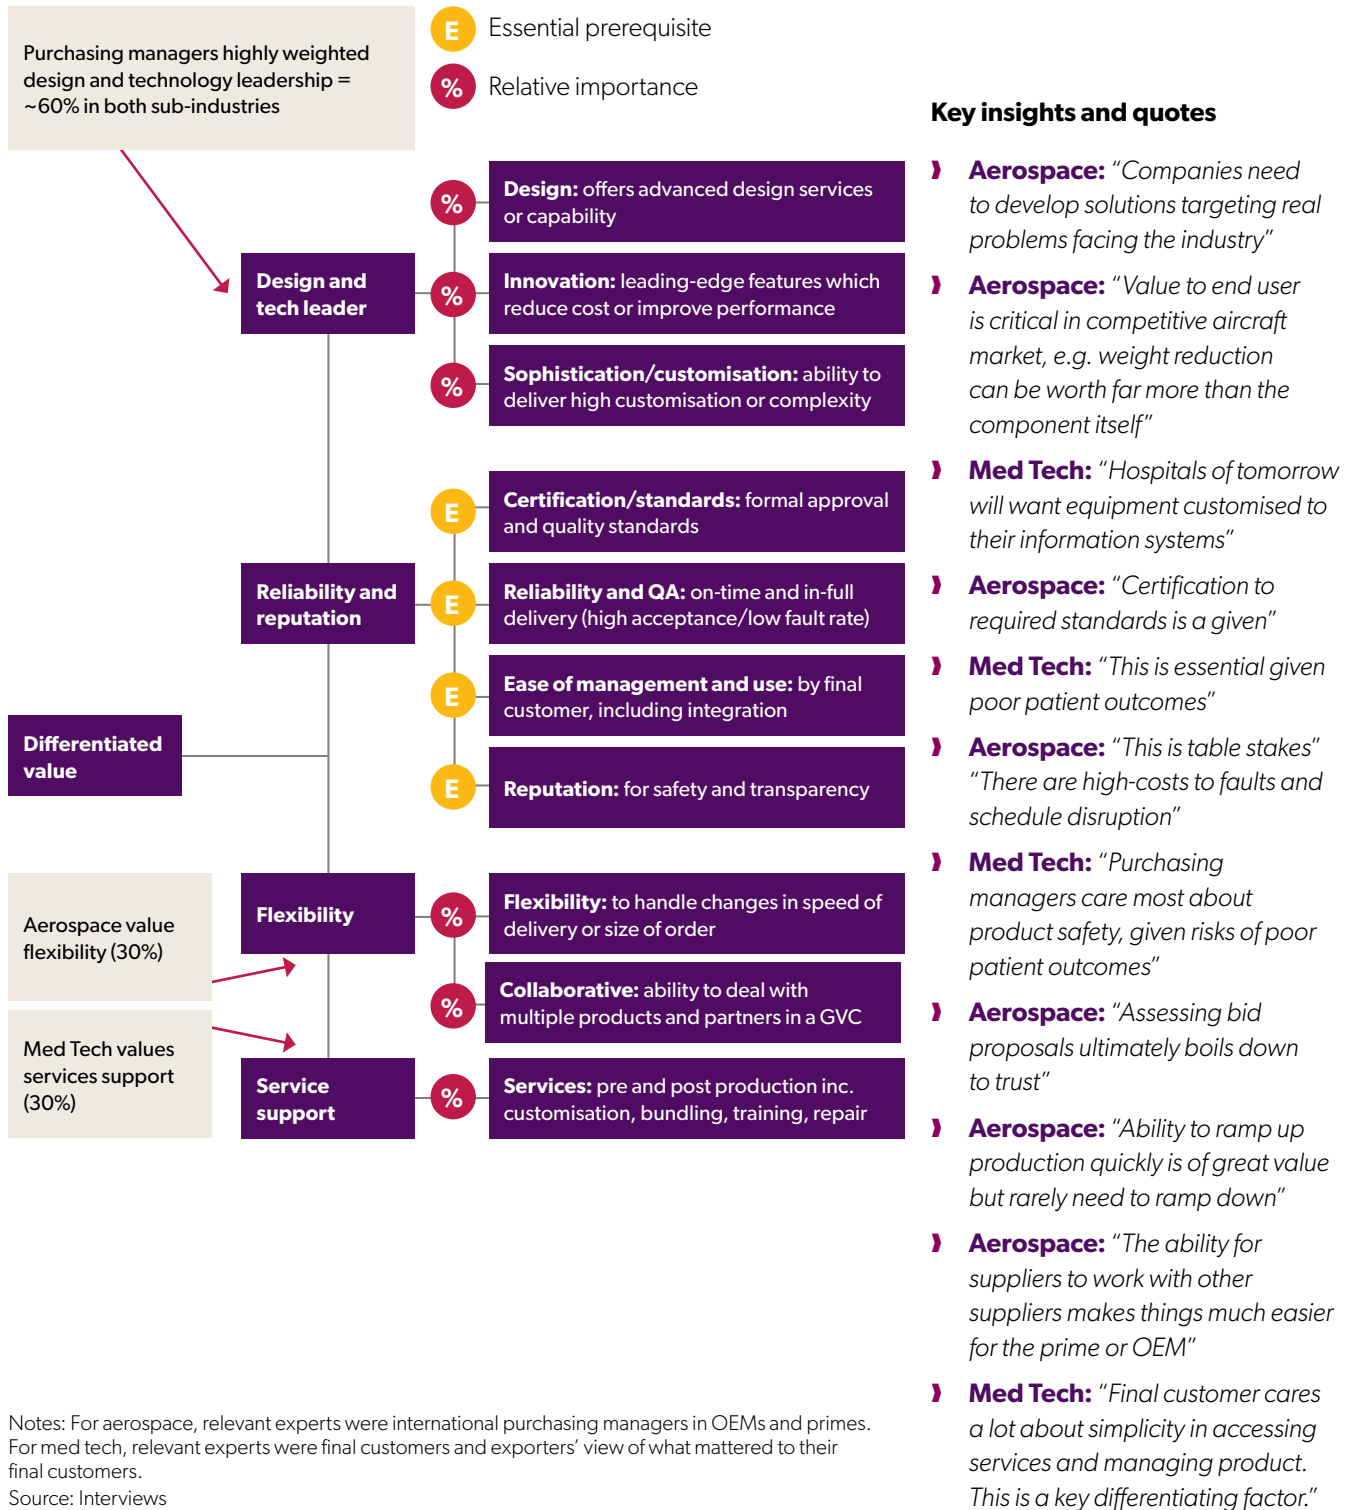 Purchasing managers highly weighted
design and technology leadership =
~60% in both sub-industries
E Essential prerequisite
% Relative importance
Design and
tech leader
%
Design: offers advanced design services
or capability
%
Innovation: leading-edge features which
reduce cost or improve performance
%
Sophistication/customisation: ability to
deliver high customisation or complexity
Reliability and
reputation
E
Certification/standards: formal approval
and quality standards
E
Reliability and QA: on-time and in-full
delivery (high acceptance/low fault rate)
E
Ease of management and use: by final
customer, including integration
E
Reputation: for safety and transparency
Differentiated
value
Aerospace value
flexibility (30%)
Flexibility
%
Flexibility: to handle changes in speed of
delivery or size of order
%
Collaborative: ability to deal with
multiple products and partners in a GVC
Med Tech values
services support
(30%)
Service
support
%
Services: pre and post production inc.
customisation, bundling, training, repair
Key insights and quotes
Aerospace: “Companies need
to develop solutions targeting real
problems facing the industry”
Aerospace: “Value to end user
is critical in competitive aircraft
market, e.g. weight reduction
can be worth far more than the
component itself”
Med Tech: “Hospitals of tomorrow
will want equipment customised to
their information systems”
Aerospace: “Certification to
required standards is a given”
Med Tech: “This is essential given
poor patient outcomes”
Aerospace: “This is table stakes”
“There are high-costs to faults and
schedule disruption”
Med Tech: “Purchasing
managers care most about
product safety, given risks of poor
patient outcomes”
Aerospace: “Assessing bid
proposals ultimately boils down
to trust”
Aerospace: “Ability to ramp up
production quickly is of great value
but rarely need to ramp down”
Aerospace: “The ability for
suppliers to work with other
suppliers makes things much easier
for the prime or OEM”
Med Tech: “Final customer cares
a lot about simplicity in accessing
services and managing product.
This is a key differentiating factor.”
Notes: For aerospace, relevant experts were international purchasing managers in OEMs and primes.
For med tech, relevant experts were final customers and exporters’ view of what mattered to their
final customers.
Source: Interviews